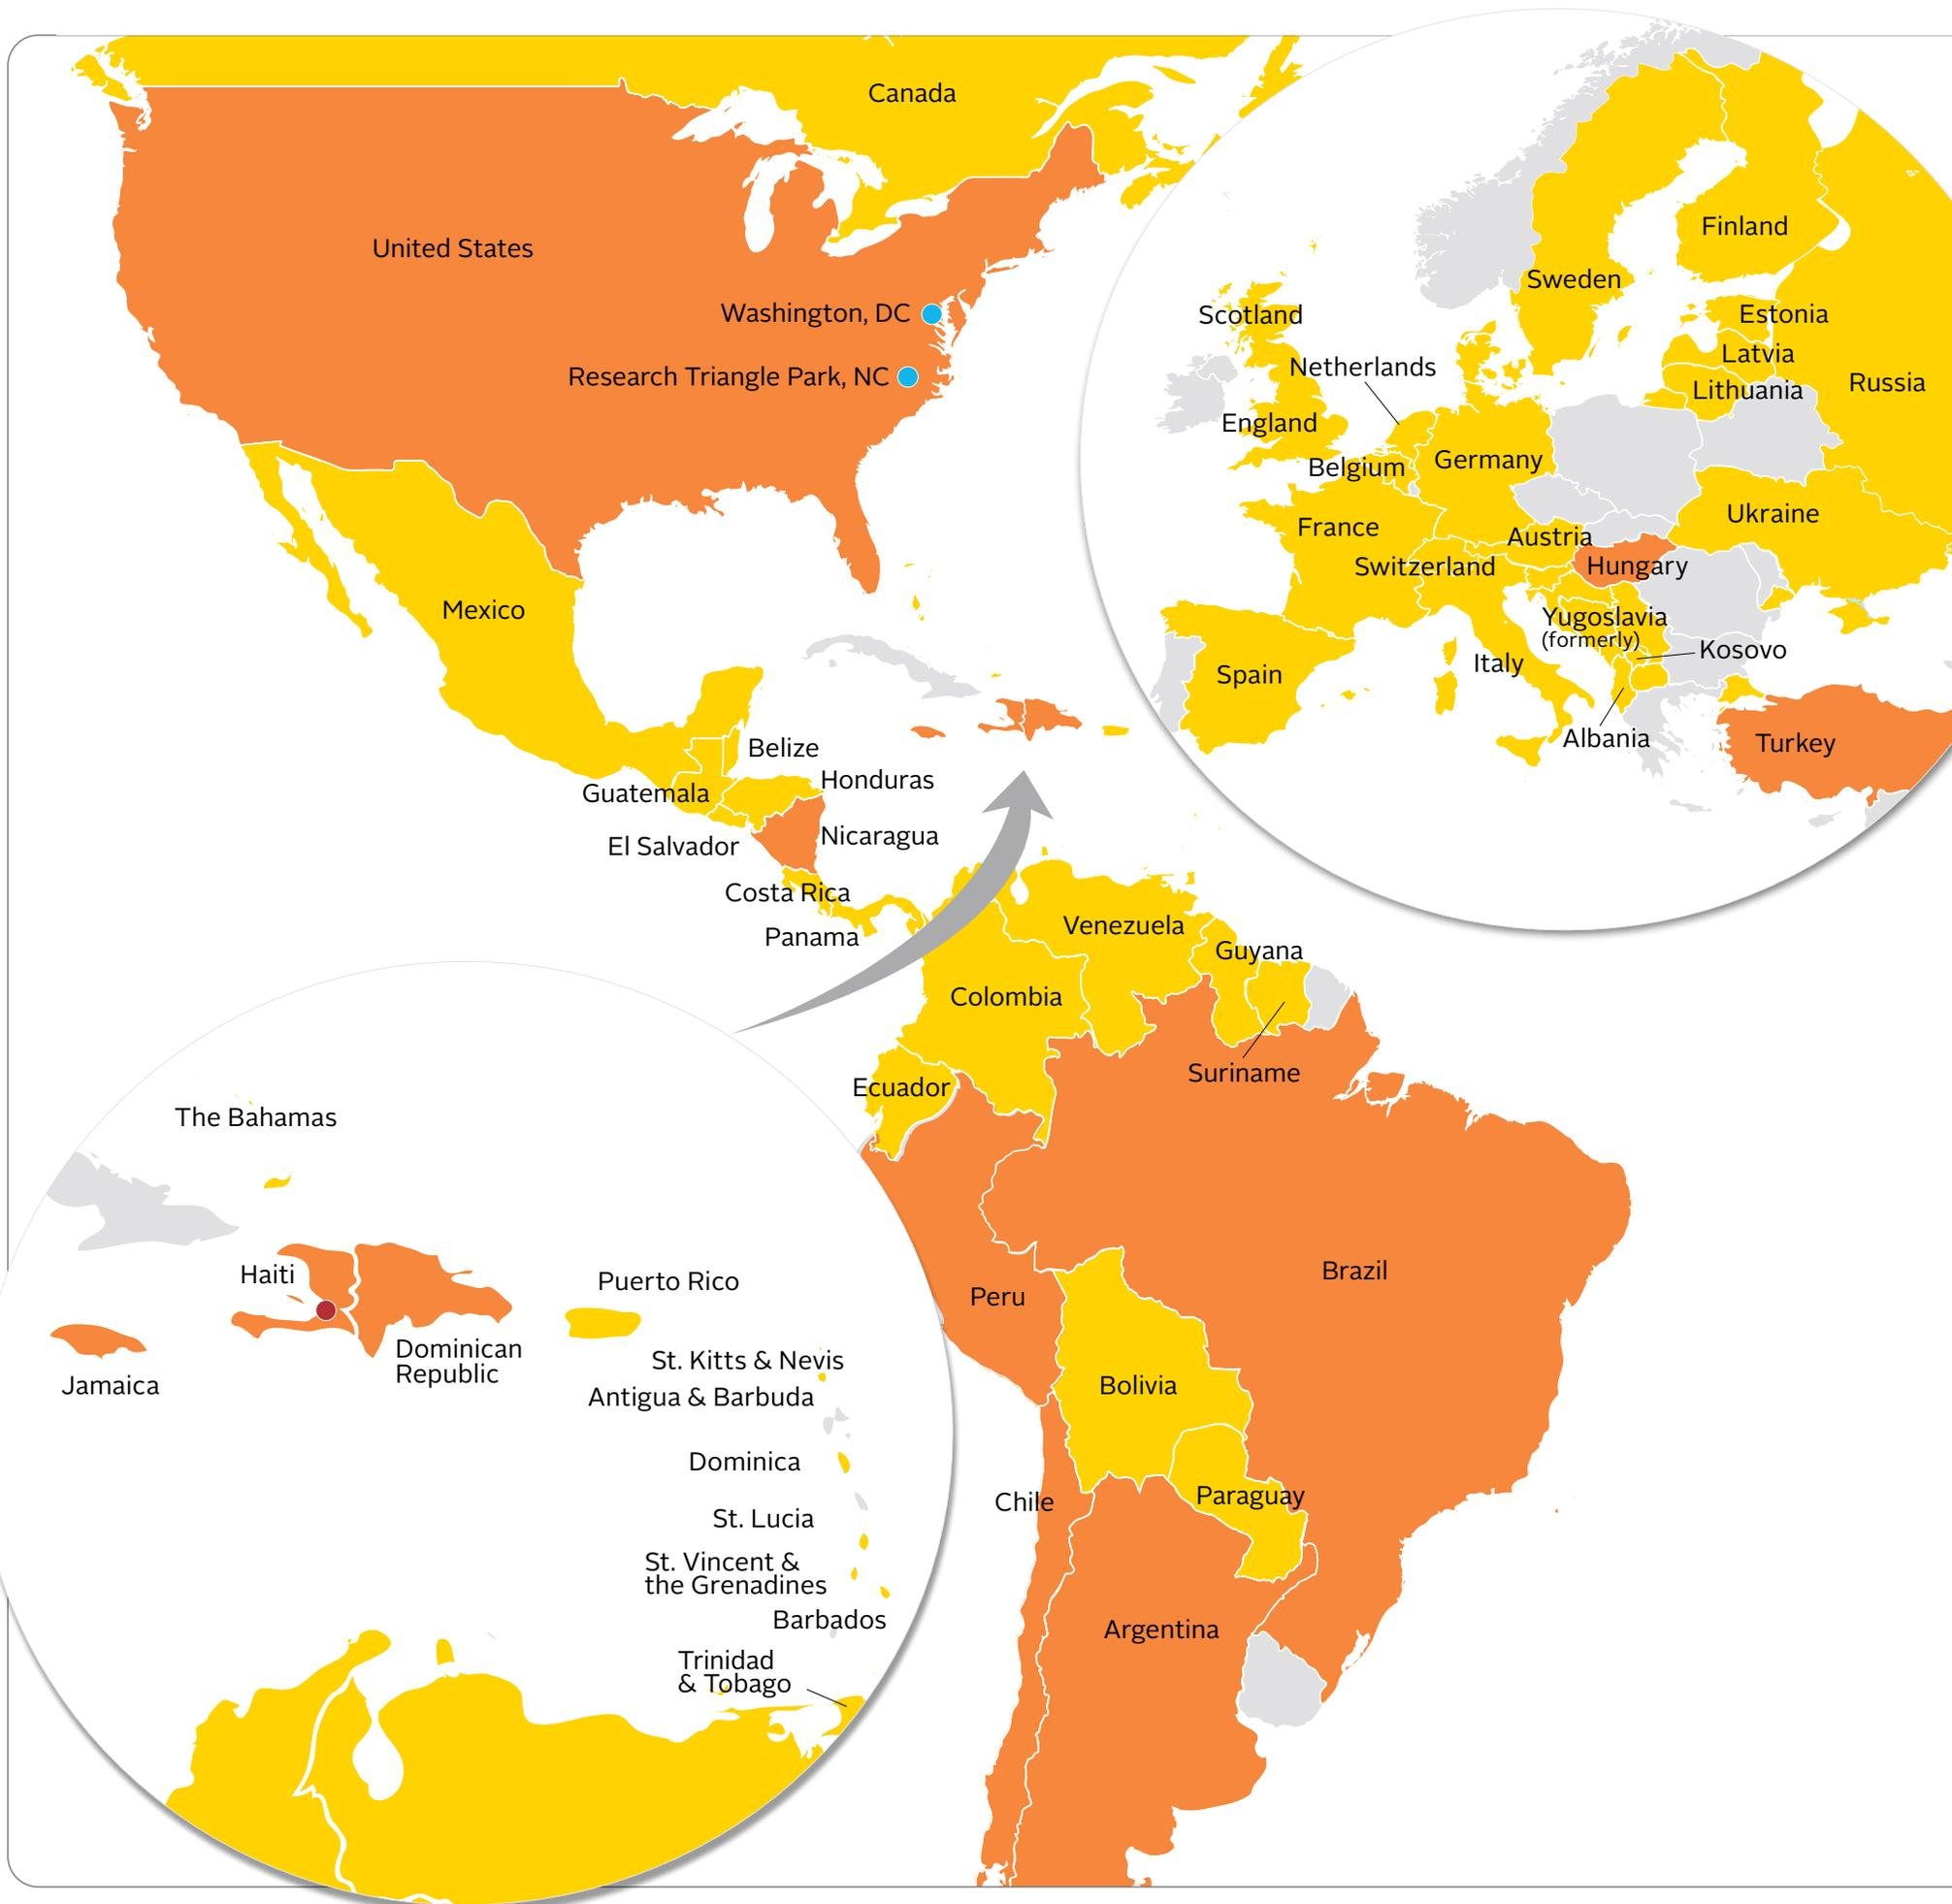 Canada
United States
Washington, DC
Research Triangle Park, NC
Mexico
Belize
Honduras
Guatemala
Nicaragua
El Salvador
Costa Rica
Panama
Venezuela
Guyana
Colombia
Suriname
Ecuador
Brazil
Peru
Bolivia
Chile
Paraguay
Argentina
Finland
Sweden
Scotland
Estonia
Latvia
Netherlands
Russia
Lithuania
England
Belgium
Germany
Ukraine
France
Austria
Switzerland
Hungary
Yugoslavia
(formerly)
Kosovo
Italy
Spain
Albania
Turkey
The Bahamas
Haiti
Puerto Rico
Dominican
Republic
Jamaica
St. Kitts & Nevis
Antigua & Barbuda
Dominica
St. Lucia
St. Vincent &
the Grenadines
Barbados
Trinidad
& Tobago